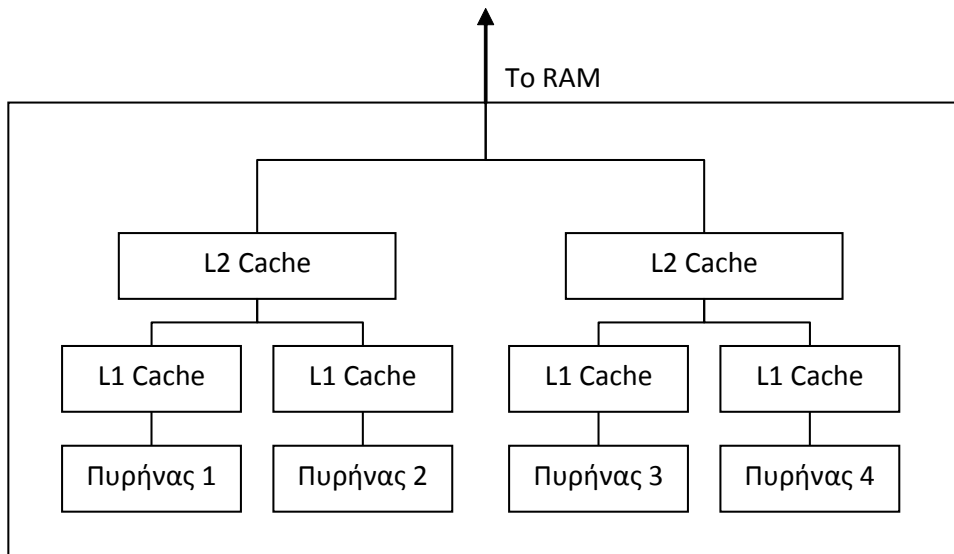 To RAM
L2 Cache
L2 Cache
L1 Cache
L1 Cache
L1 Cache
L1 Cache
Πυρήνας 1
Πυρήνας 2
Πυρήνας 3
Πυρήνας 4